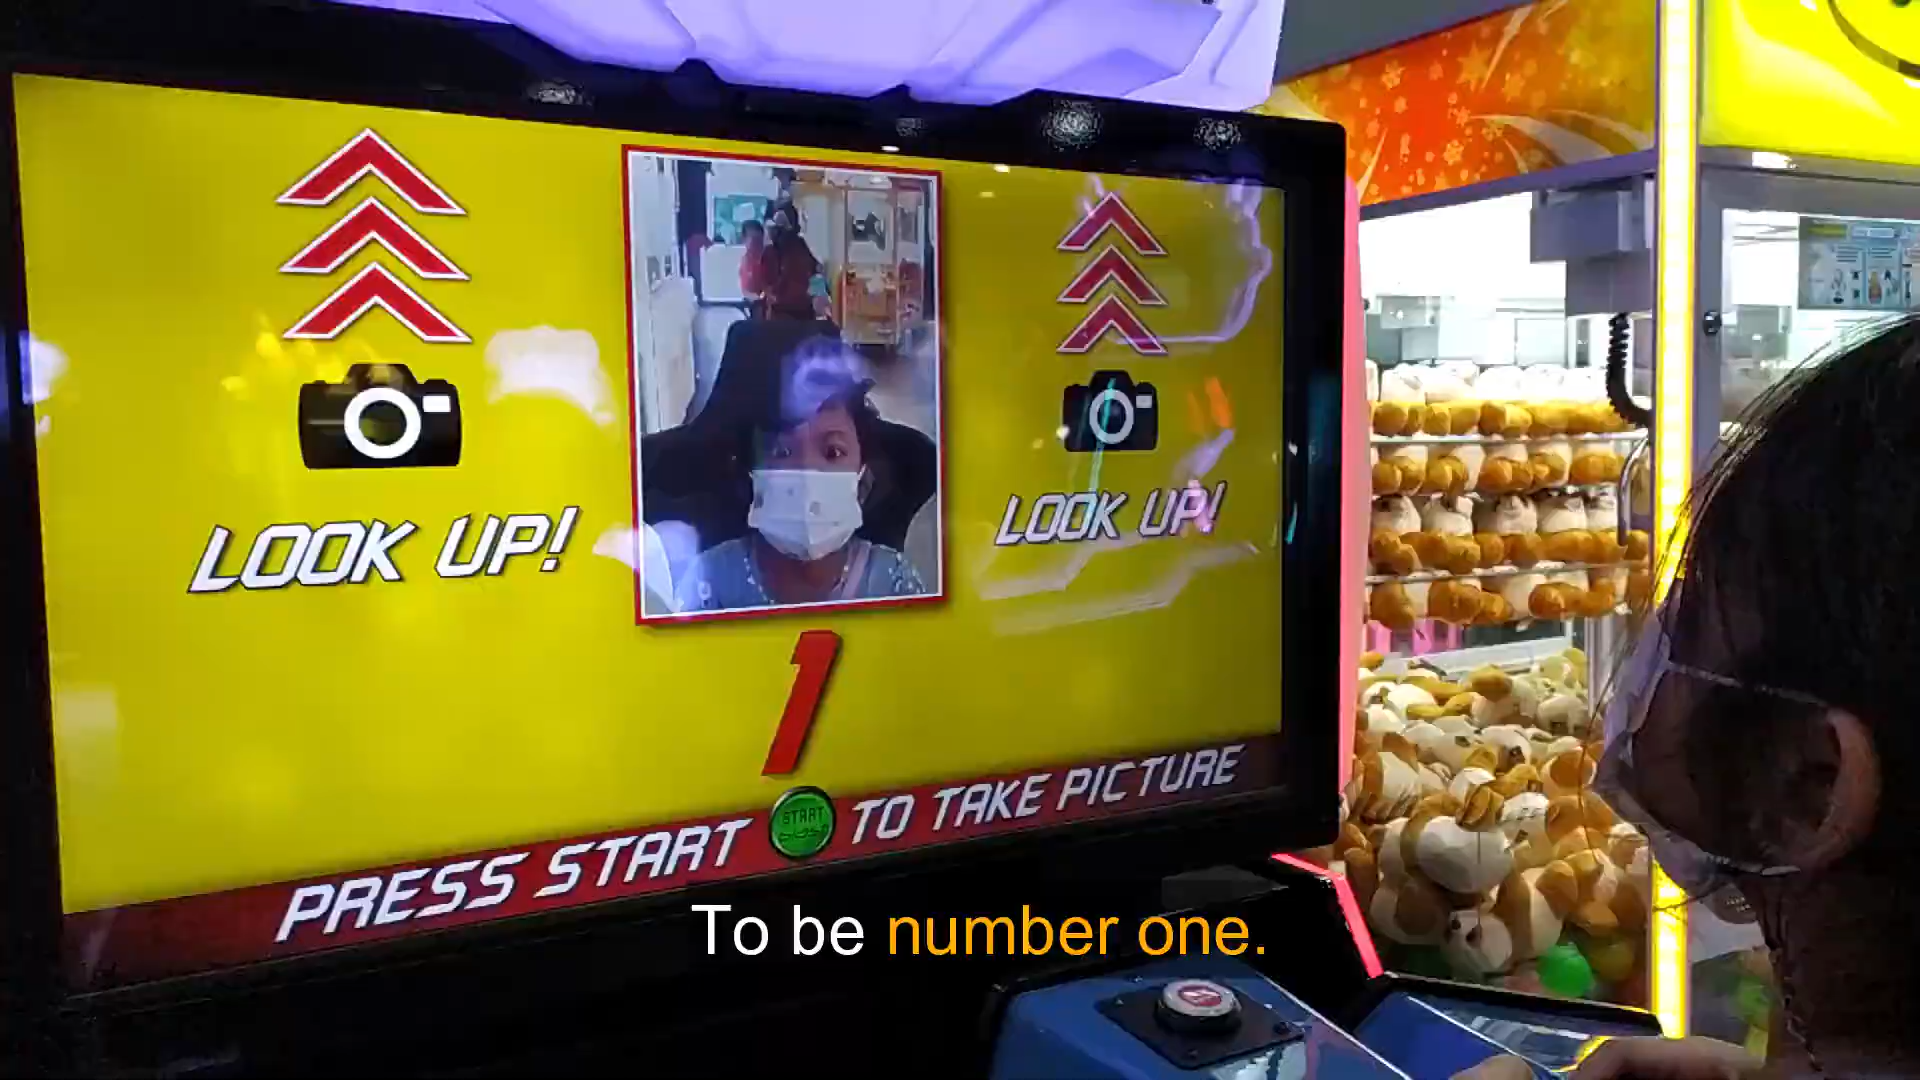 LOOK UP!
LOOK UP!
1
PRESS START START TO TAKE PICTURE
To be number one.